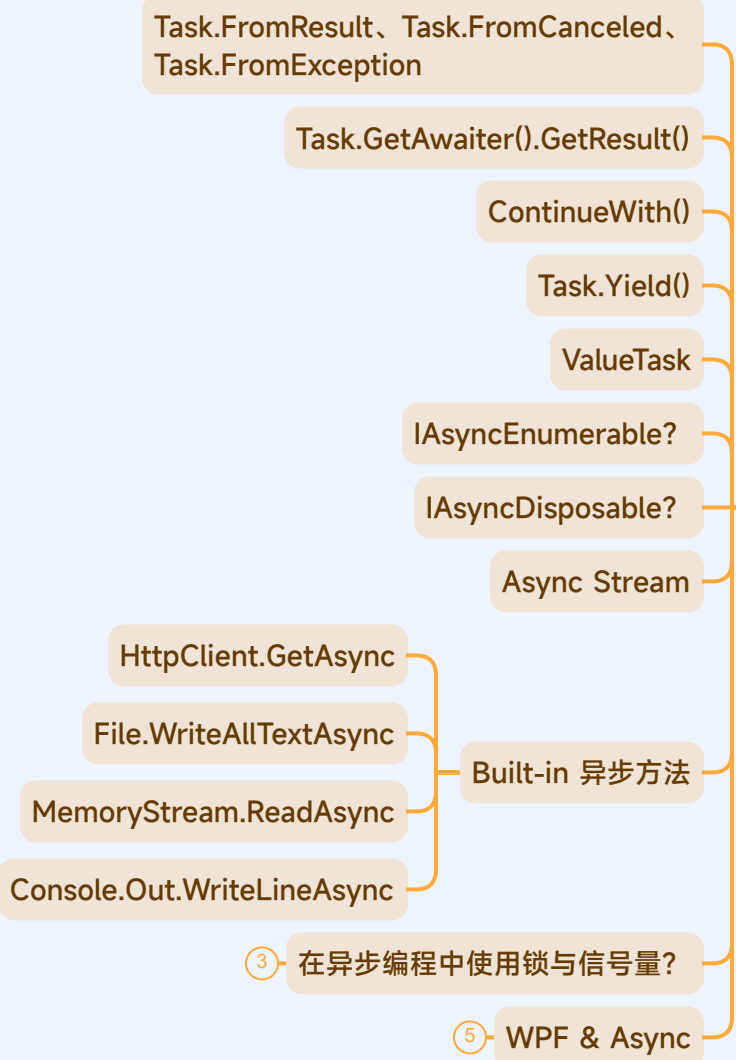 Task.FromResult、Task.FromCanceled、
Task.FromException
Task.GetAwaiter().GetResult()
ContinueWith()
Task.Yield()
ValueTask
IAsyncEnumerable?
IAsyncDisposable?
Async Stream
HttpClient.GetAsync
File.WriteAllTextAsync
Built-in 异步方法
MemoryStream.ReadAsync
Console.Out.WriteLineAsync
3
在异步编程中使用锁与信号量?
5
WPF & Async